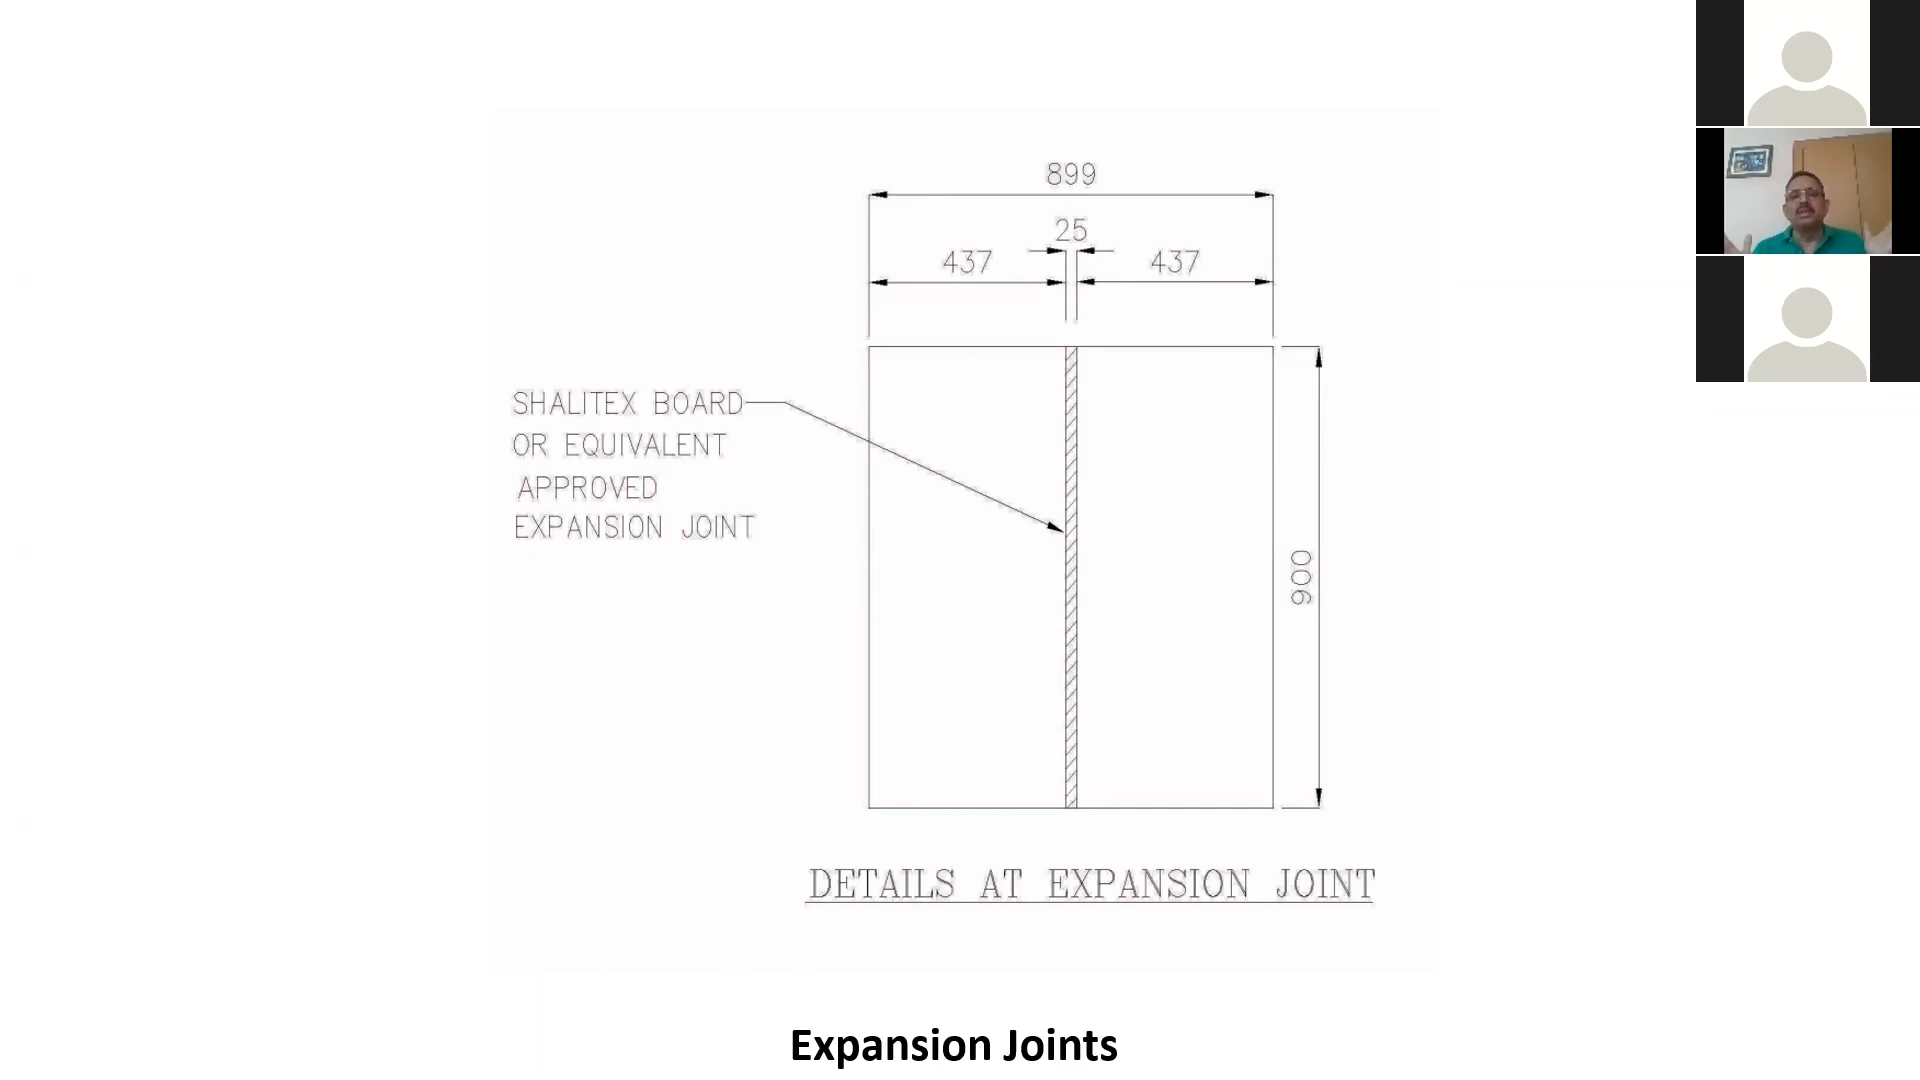 899
25
437
437
SHALITEX BOARD
OR EQUIVALENT
APPROVED
EXPANSION JOINT
900
DETAILS AT EXPANSION JOINT
Expansion Joints